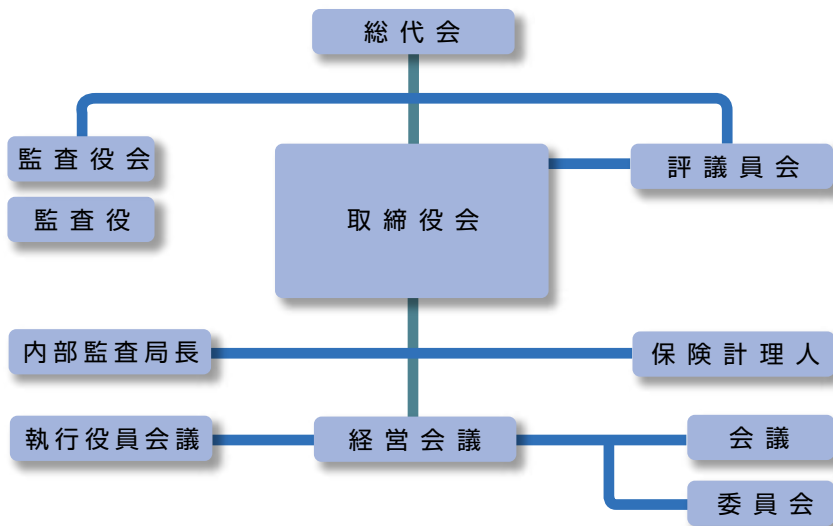 総代会
監査役会
評議員会
監査役
取締役会
内部監査局長
保険計理人
執行役員会議
経営会議
会議
委員会